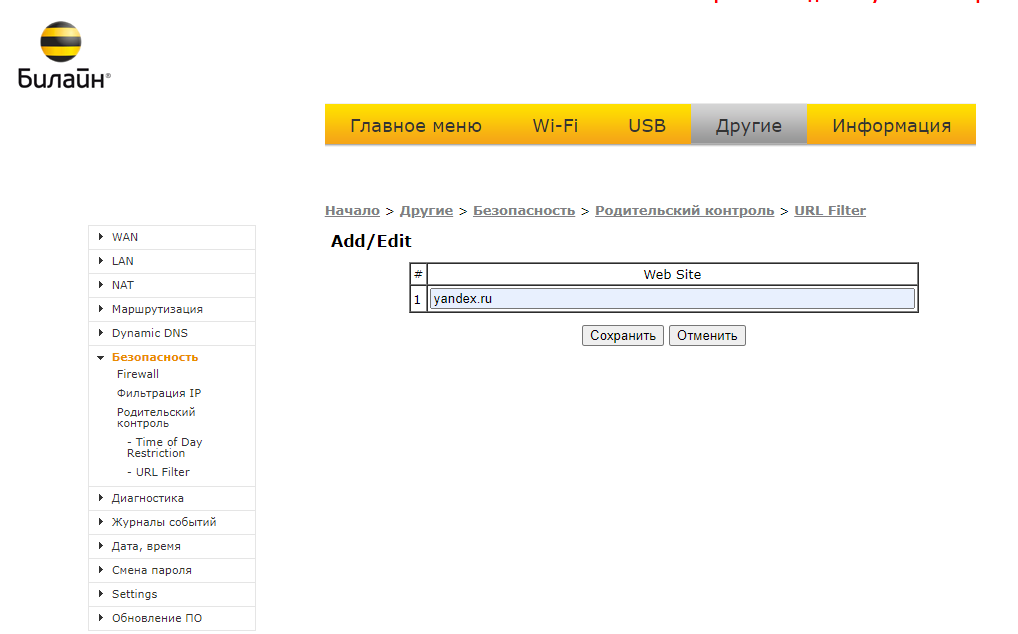 Билайн®
Главное меню Wi-Fi USB Другие Информация
Начало > Другие > Безопасность > Родительский контроль > URL Filter
Add/Edit
# Web Site
1 yandex.ru
Сохранить Отменить
WAN
LAN
NAT
Маршрутизация
Dynamic DNS
Безопасность
Firewall
Фильтрация IP
Родительский
контроль
- Time of Day
Restriction
- URL Filter
Диагностика
Журналы событий
Дата, время
Смена пароля
Settings
Обновление ПО